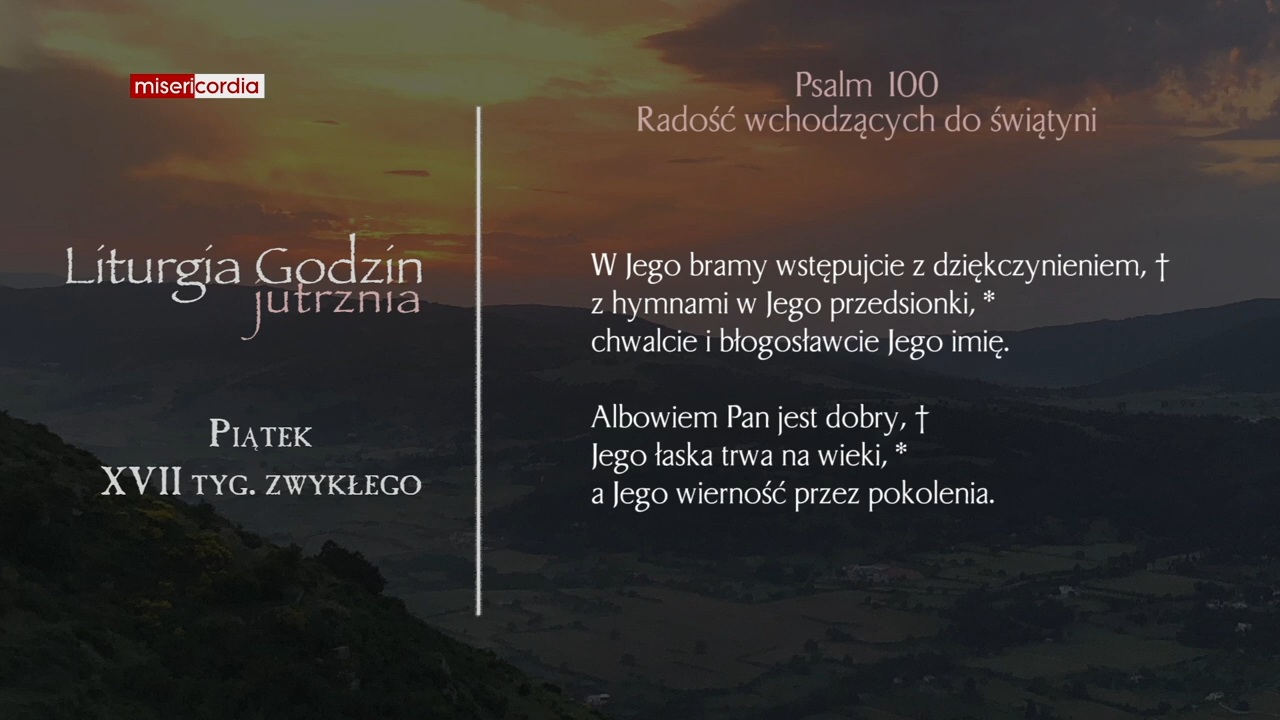 misericordia
Liturgia Godzin
jutrznia
Piątek
XVII tyg. zwykłego
Psalm 100
Radość wchodzących do świątyni
W Jego bramy wstępujcie z dziękczynieniem, †
z hymnami w Jego przedsionki, *
chwalcie i błogosławcie Jego imię.
Albowiem Pan jest dobry, †
Jego łaska trwa na wieki, *
a Jego wierność przez pokolenia.